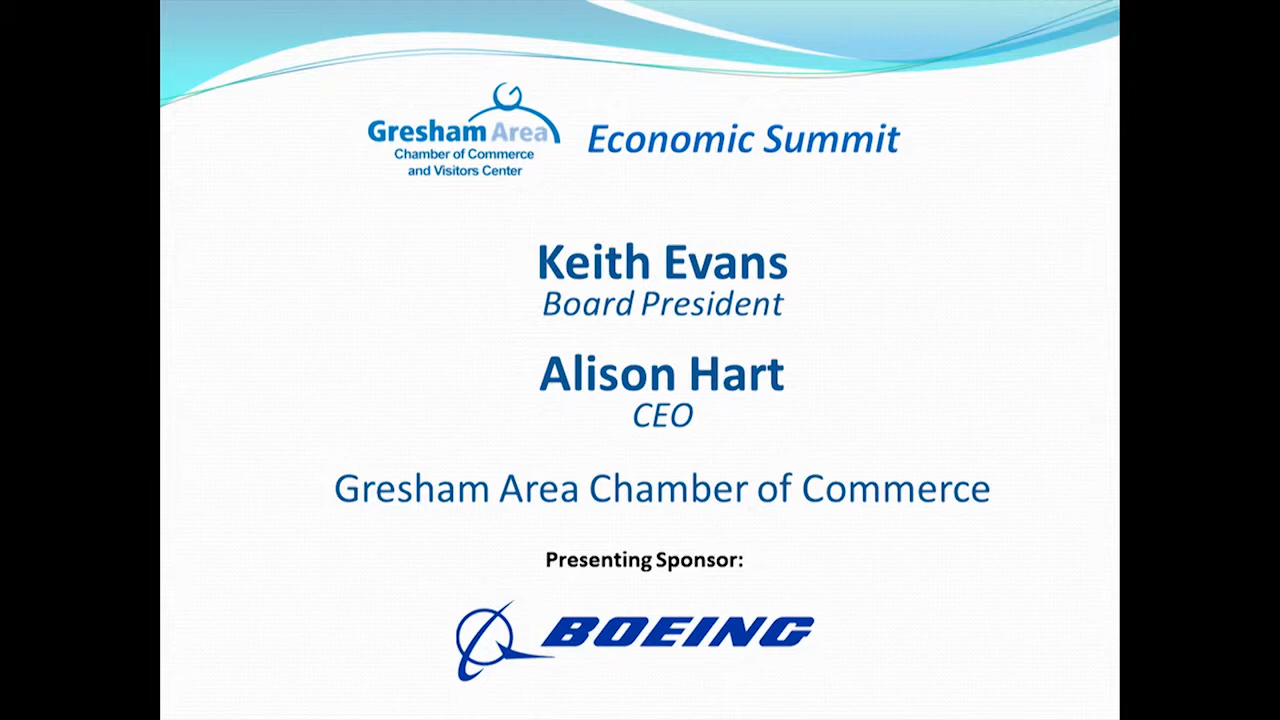 Gresham Area
Chamber of Commerce
and Visitors Center
Economic Summit
Keith Evans
Board President
Alison Hart
CEO
Gresham Area Chamber of Commerce
Presenting Sponsor:
BOEING